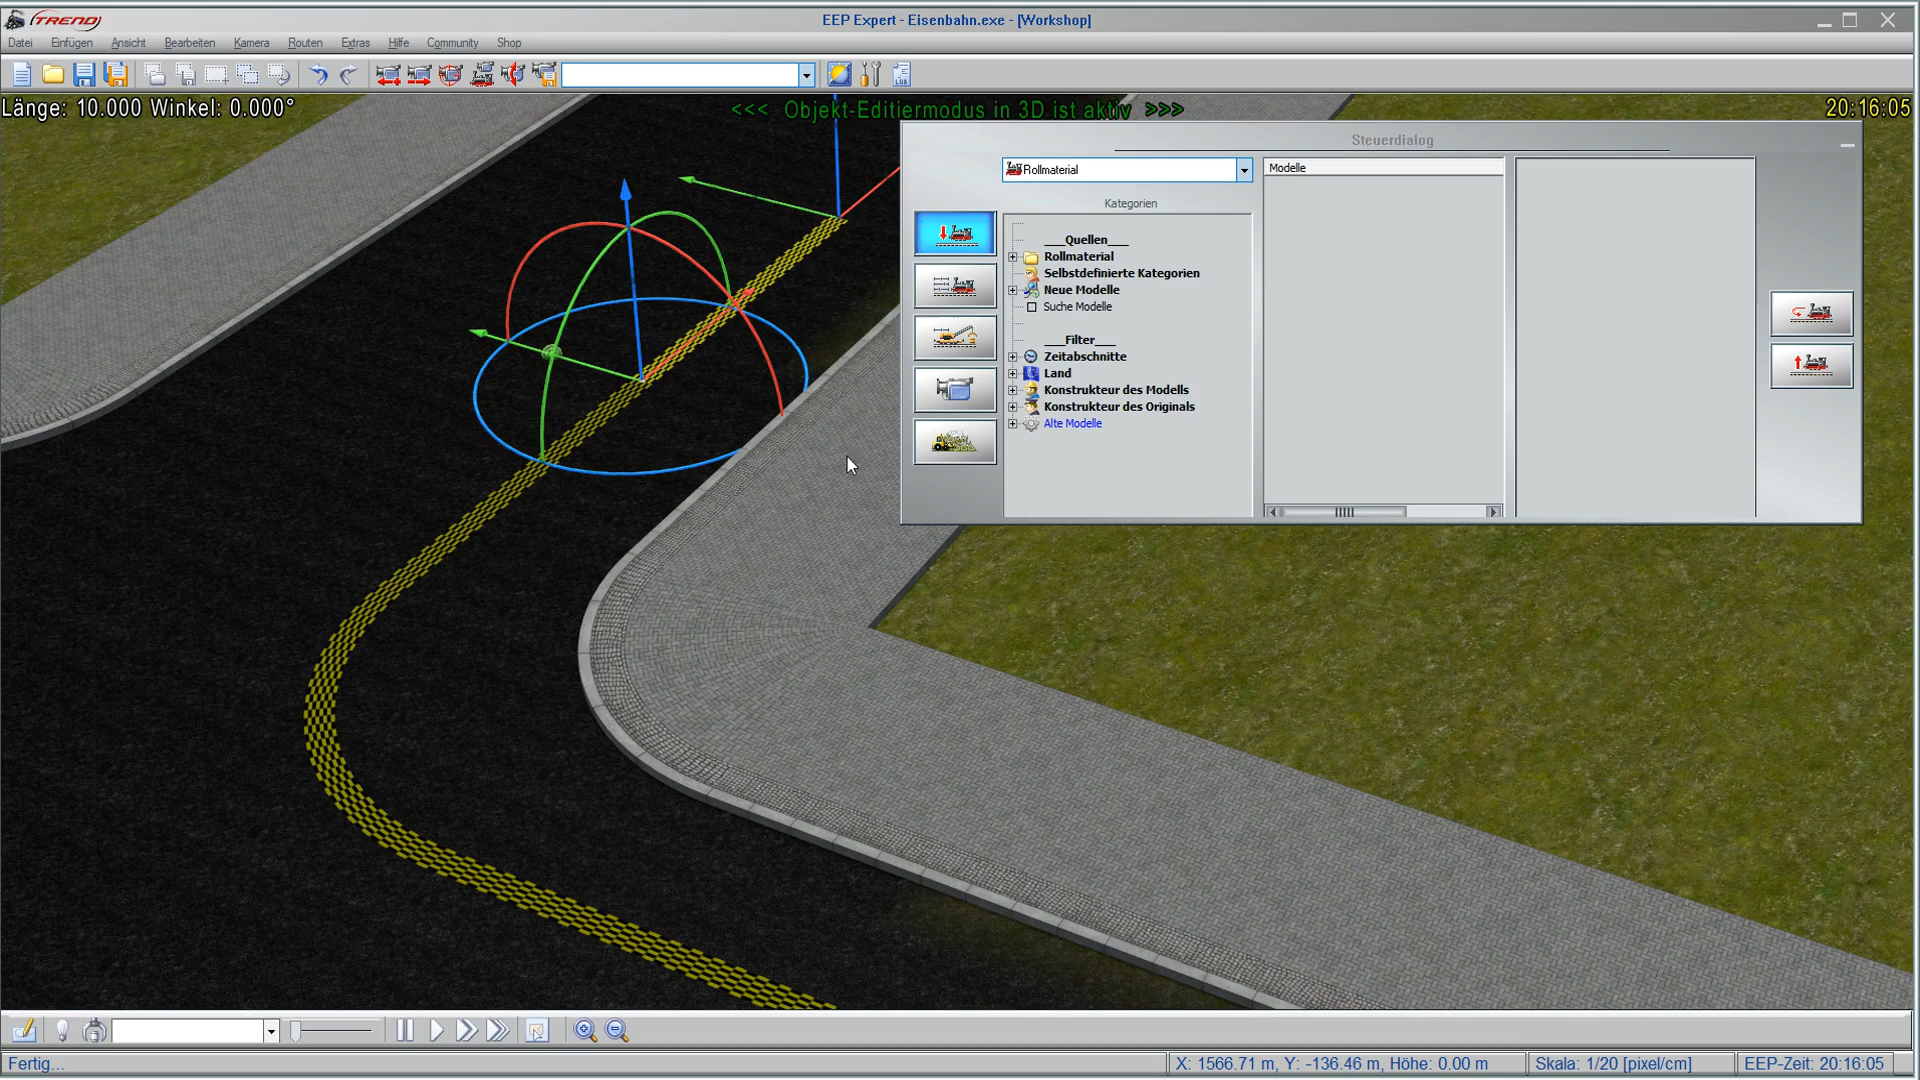 TREND
EEP Expert - Eisenbahn.exe - [Workshop]
Datei Einfügen Ansicht Bearbeiten Kamera Routen Extras Hilfe Community Shop
LUA
Länge: 10.000 Winkel: 0.000°
<<< Objekt-Editiermodus in 3D ist aktiv >>>
20:16:05
Steuerdialog
Rollmaterial
Modelle
Kategorien
___Quellen___
Rollmaterial
Selbstdefinierte Kategorien
Neue Modelle
Suche Modelle
___Filter___
Zeitabschnitte
Land
Konstrukteur des Modells
Konstrukteur des Originals
Alte Modelle
Fertig...
X: 1566.71 m, Y: -136.46 m, Höhe: 0.00 m
Skala: 1/20 [pixel/cm]
EEP-Zeit: 20:16:05